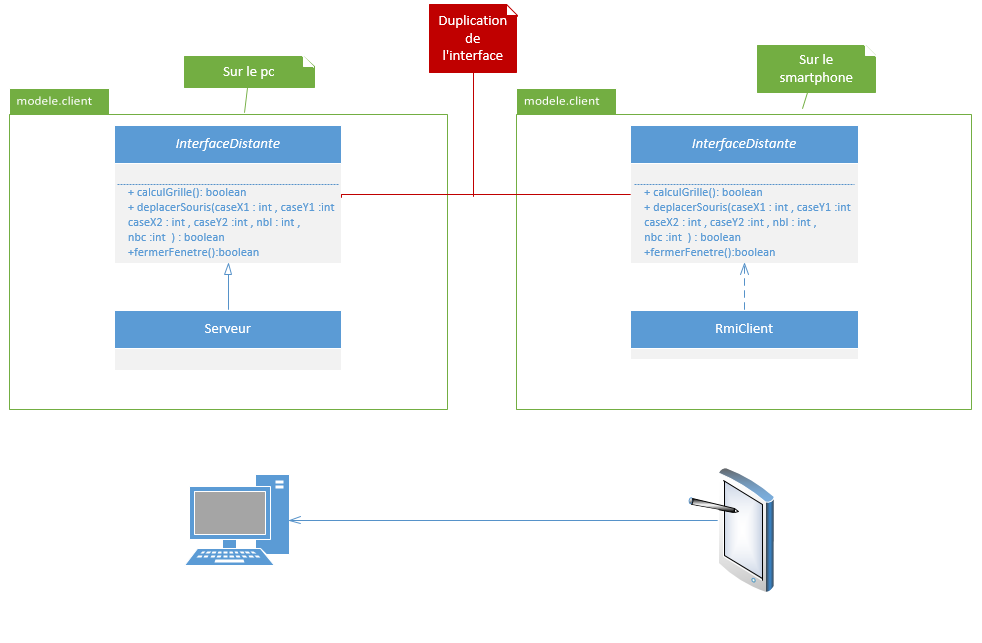 Duplication
de
l'interface
Sur le pc
Sur le
smartphone
modele.client
InterfaceDistante
+ calculGrille(): boolean
+ deplacerSouris(caseX1 : int , caseY1 :int
caseX2 : int , caseY2 :int , nbl : int ,
nbc :int  ) : boolean
+fermerFenetre():boolean
Serveur
modele.client
InterfaceDistante
+ calculGrille(): boolean
+ deplacerSouris(caseX1 : int , caseY1 :int
caseX2 : int , caseY2 :int , nbl : int ,
nbc :int  ) : boolean
+fermerFenetre():boolean
RmiClient